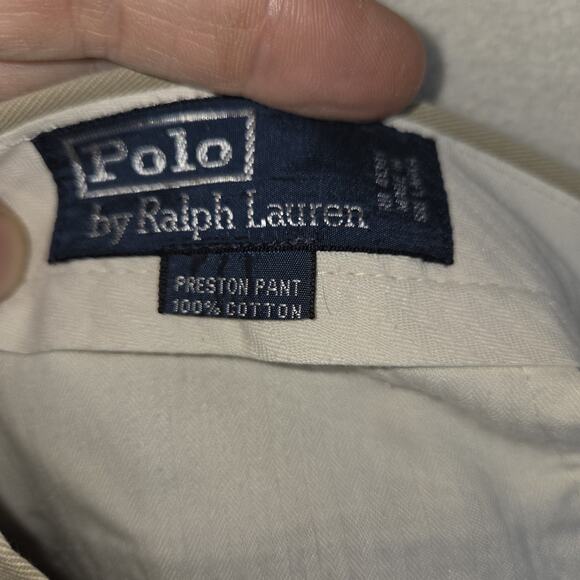 Polo
by Ralph Lauren
PRESTON PANT
100% COTTON